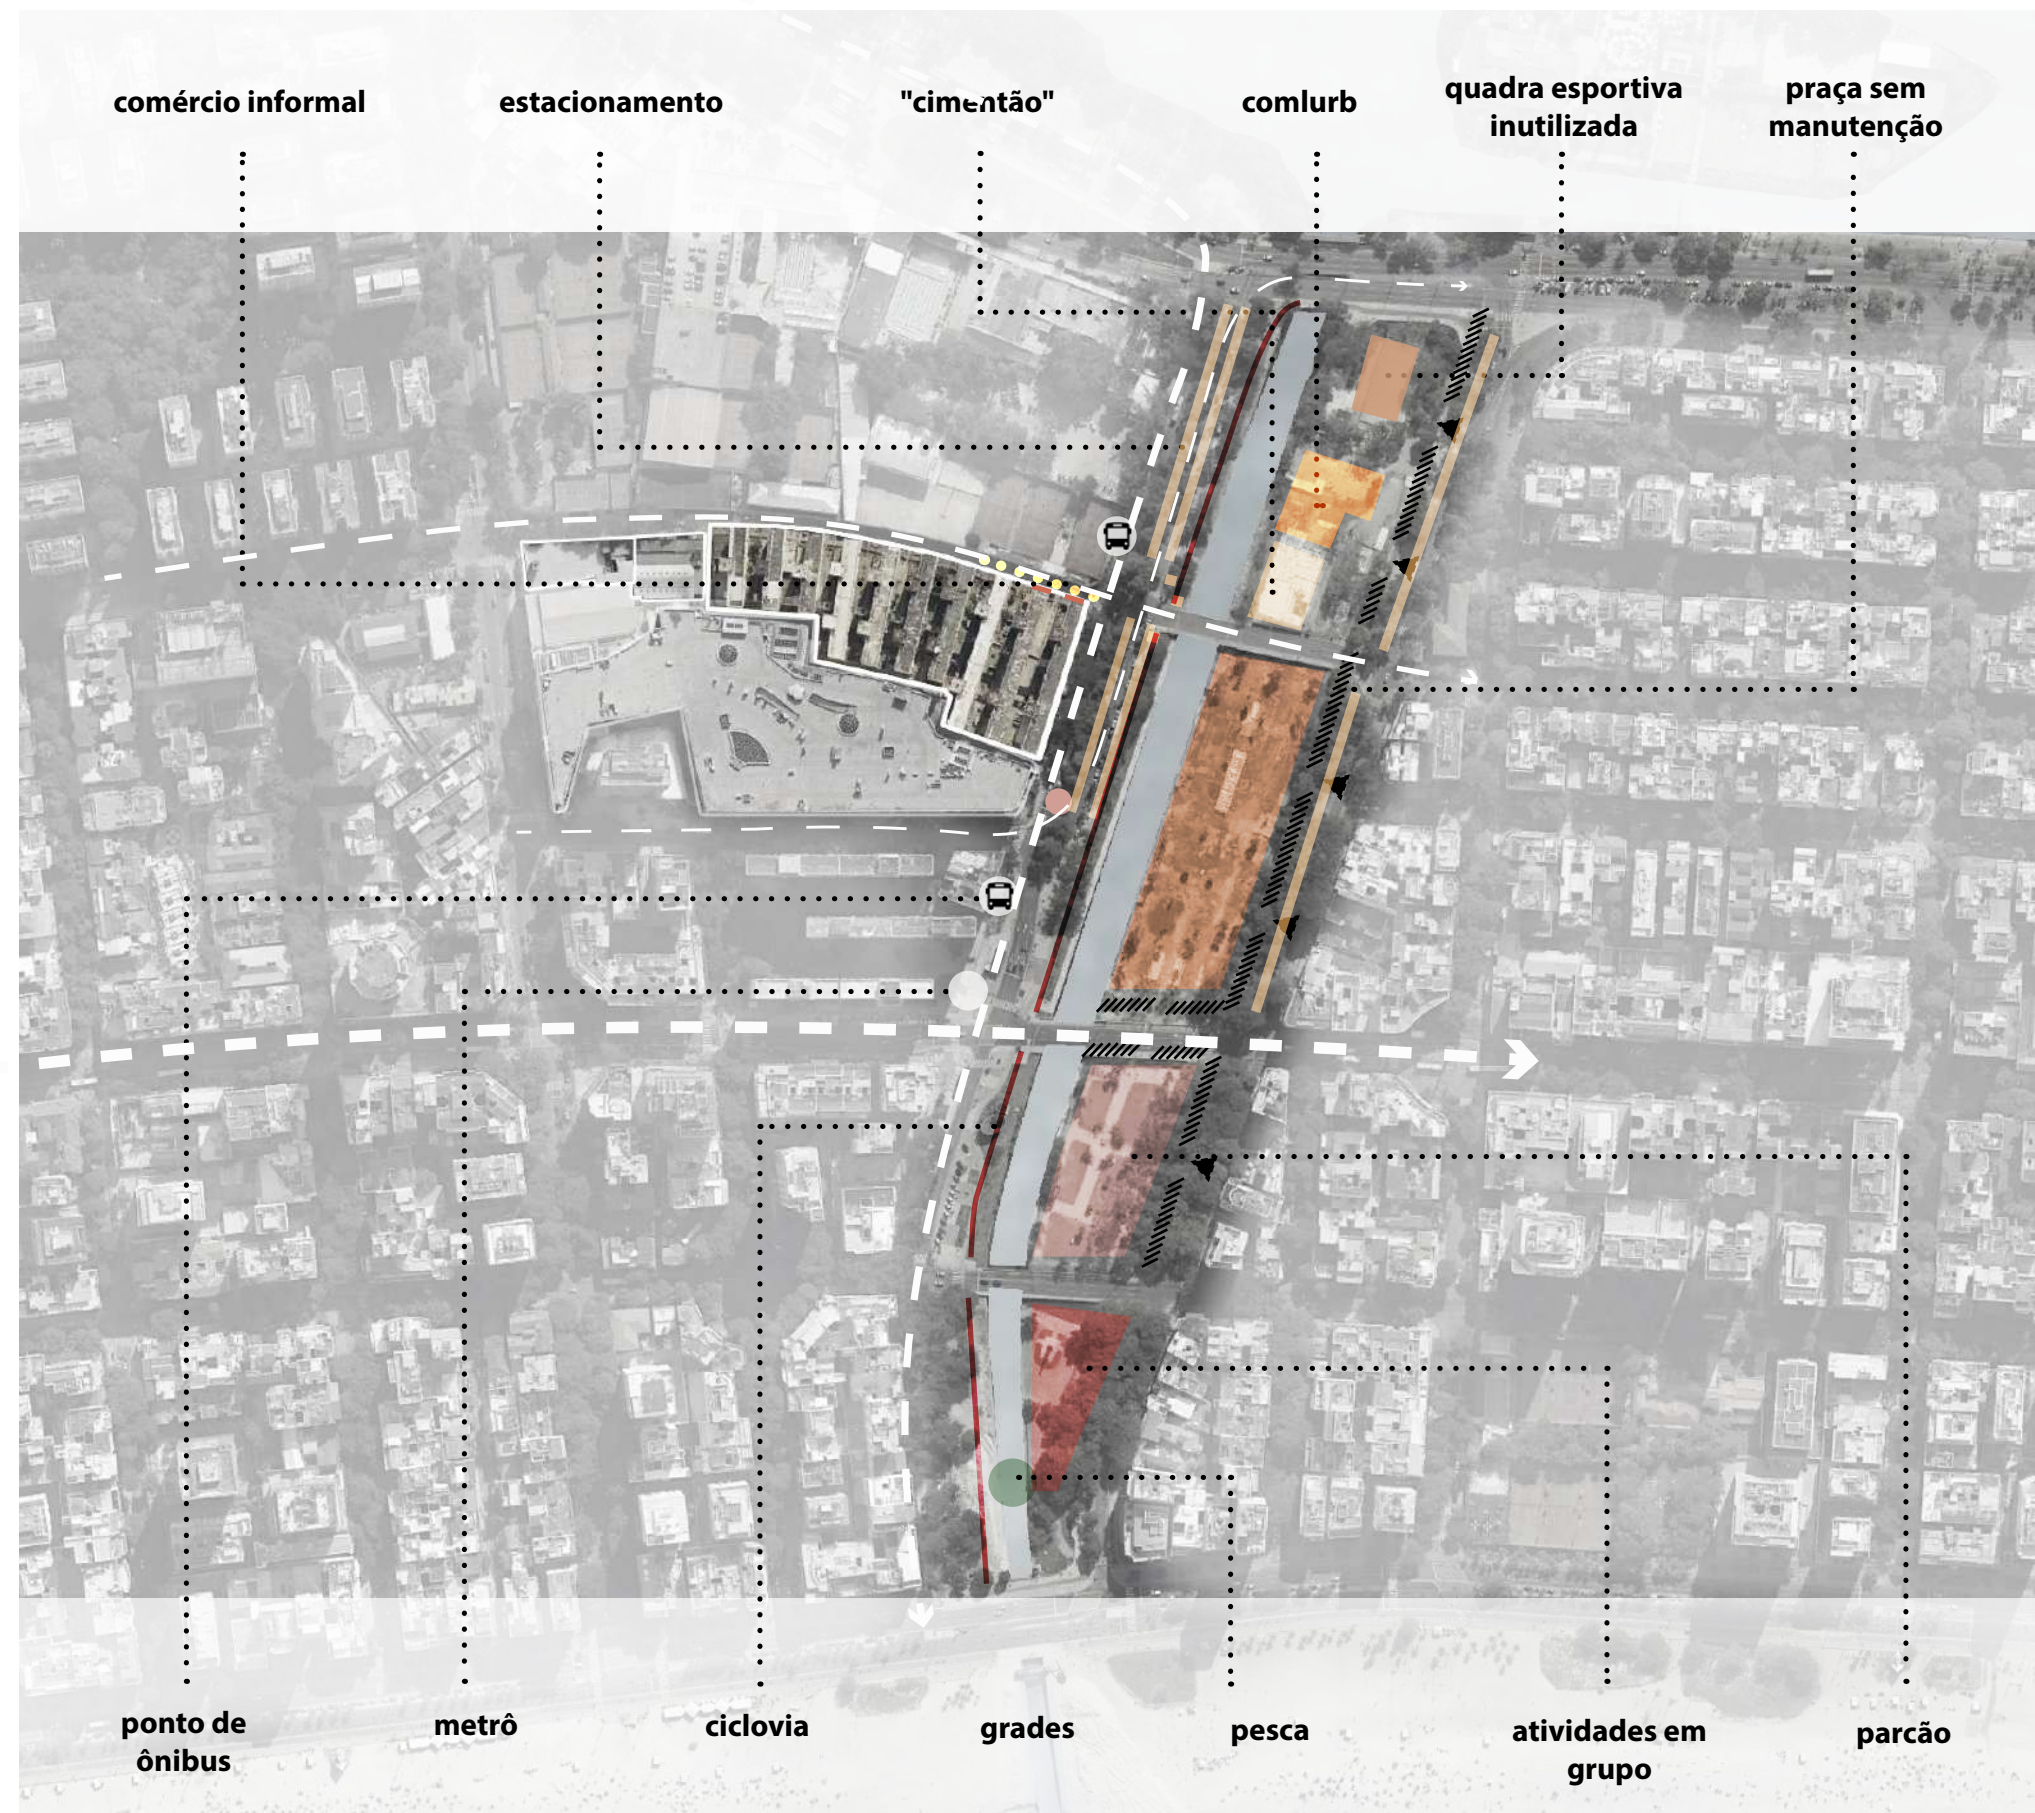 comércio informal
estacionamento
"cimentão"
comlurb
quadra esportiva
inutilizada
praça sem
manutenção
ponto de
ônibus
metrô
ciclovia
grades
pesca
atividades em
grupo
parcão